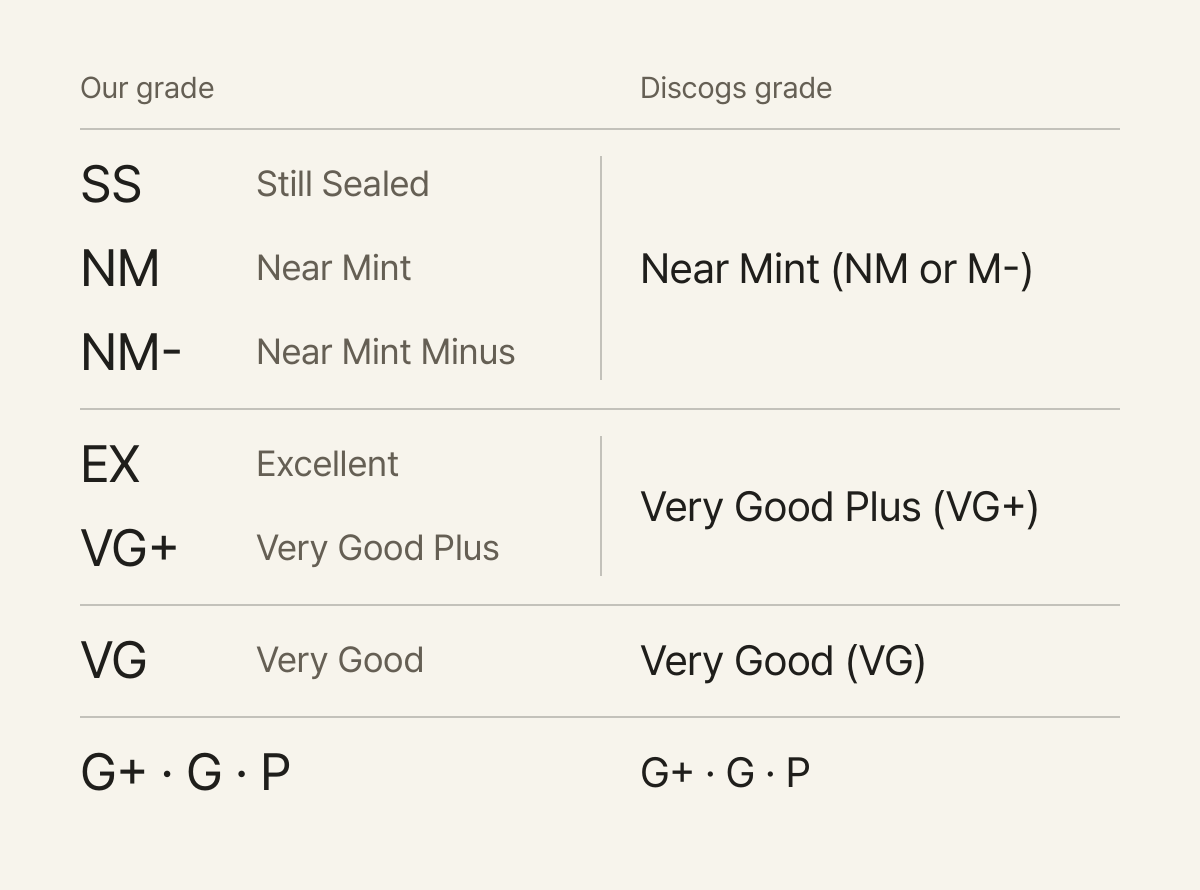 Our grade Discogs grade
SS Still Sealed
NM Near Mint Near Mint (NM or M-)
NM- Near Mint Minus
EX Excellent
Very Good Plus (VG+)
VG+ Very Good Plus
VG Very Good Very Good (VG)
G+ · G · P G+ · G · P